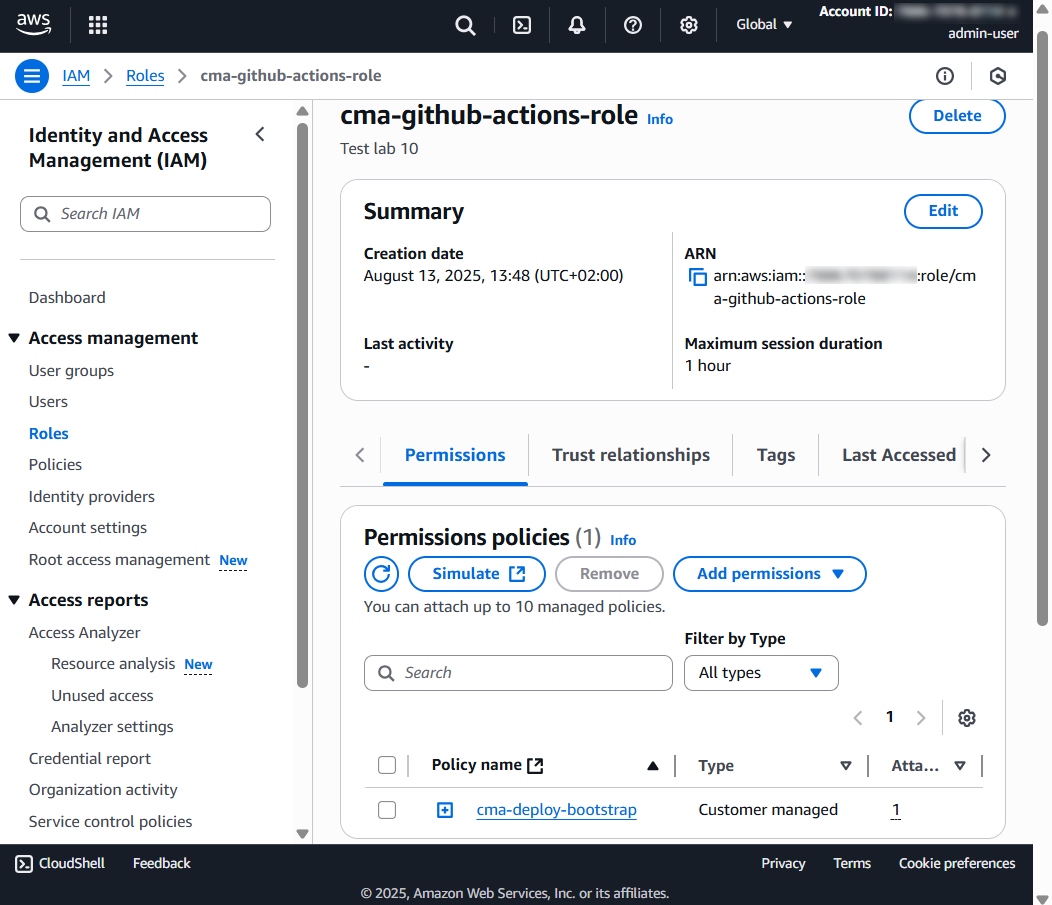 aws
Global
Account ID:
admin-user
IAM
Roles
cma-github-actions-role
Identity and Access
Management (IAM)
Search IAM
Dashboard
Access management
User groups
Users
Roles
Policies
Identity providers
Account settings
Root access management New
Access reports
Access Analyzer
Resource analysis New
Unused access
Analyzer settings
Credential report
Organization activity
Service control policies
cma-github-actions-role Info
Delete
Test lab 10
Summary
Edit
Creation date
August 13, 2025, 13:48 (UTC+02:00)
ARN
arn:aws:iam:: :role/cm
a-github-actions-role
Last activity
-
Maximum session duration
1 hour
Permissions
Trust relationships
Tags
Last Accessed
Permissions policies (1) Info
Simulate
Remove
Add permissions
You can attach up to 10 managed policies.
Filter by Type
Search
All types
1
Policy name
Type
Atta...
cma-deploy-bootstrap
Customer managed
1
CloudShell
Feedback
Privacy
Terms
Cookie preferences
© 2025, Amazon Web Services, Inc. or its affiliates.